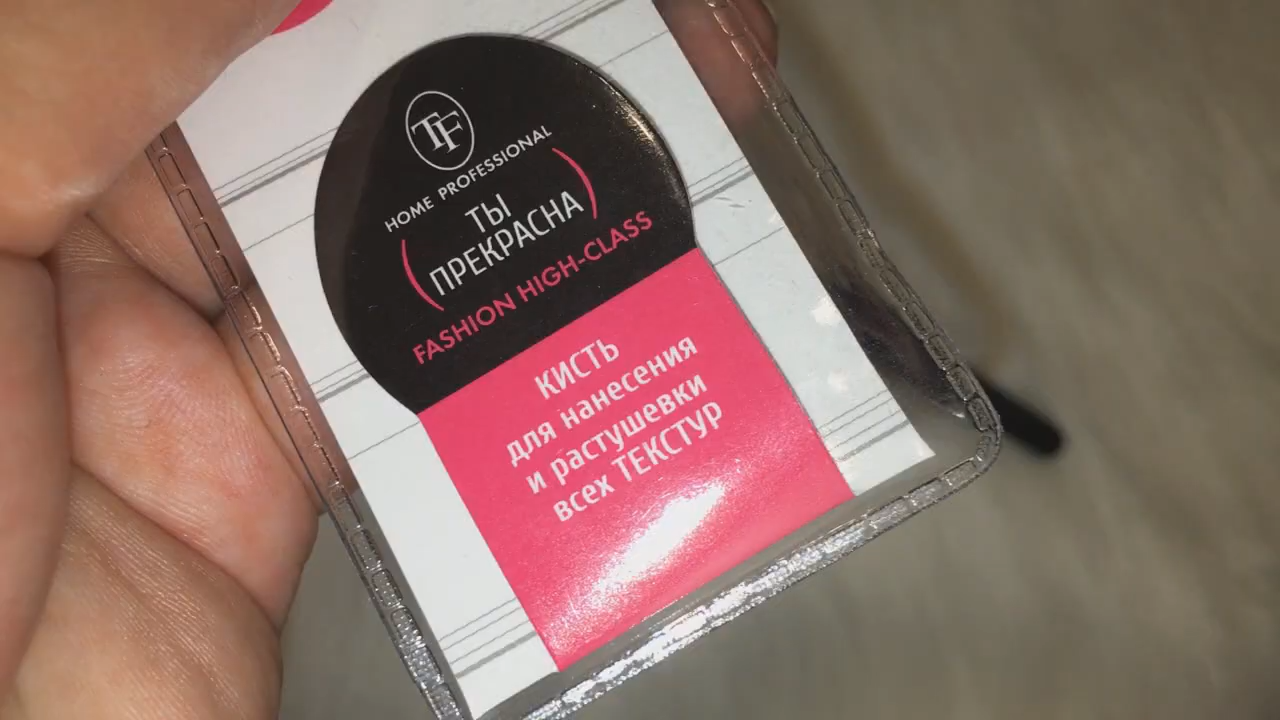 TF
HOME PROFESSIONAL
ТЫ
(ПРЕКРАСНА)
FASHION HIGH-CLASS
КИСТЬ
для нанесения
и растушевки
всех ТЕКСТУР